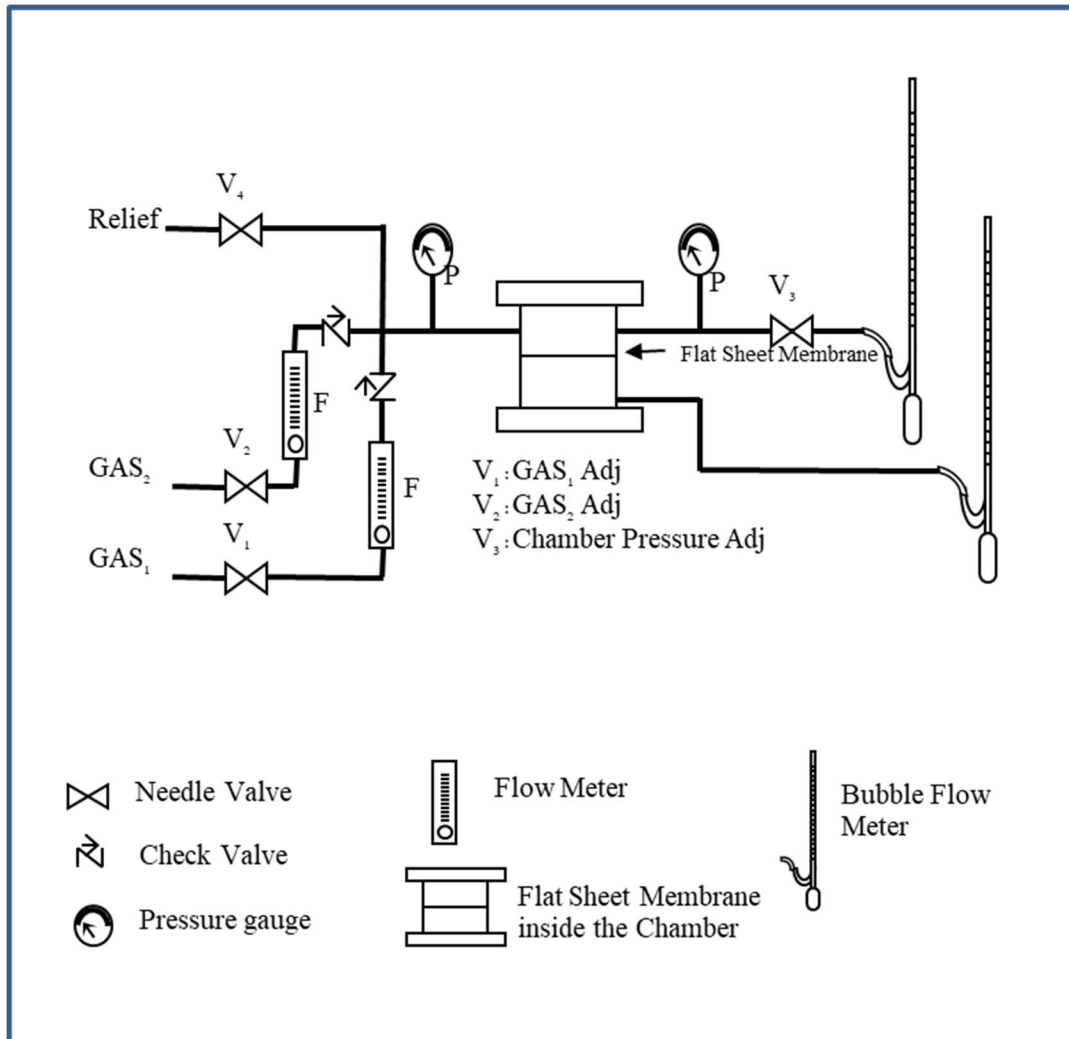 V₄
Relief
P
P
V₃
Flat Sheet Membrane
F
V₂
GAS₂
F
V₁
GAS₁
V₁: GAS₁ Adj
V₂: GAS₂ Adj
V₃: Chamber Pressure Adj
Needle Valve
Check Valve
Pressure gauge
Flow Meter
Flat Sheet Membrane
inside the Chamber
Bubble Flow
Meter